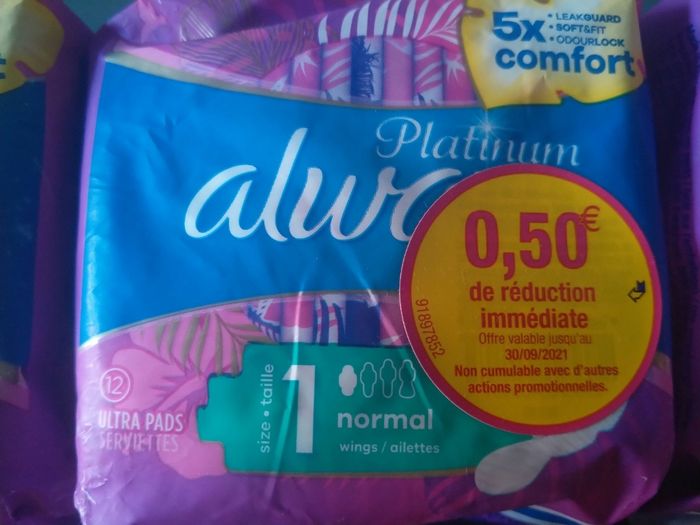 5x
• LEAKGUARD
• SOFT&FIT
• ODOURLOCK
comfort
Platinum
0,50€
de réduction
immédiate
Offre valable jusqu'au
30/09/2021
Non cumulable avec d'autres
actions promotionnelles.
91897852
12
ULTRA PADS
SERVIETTES
size • taille
1
normal
wings / ailettes